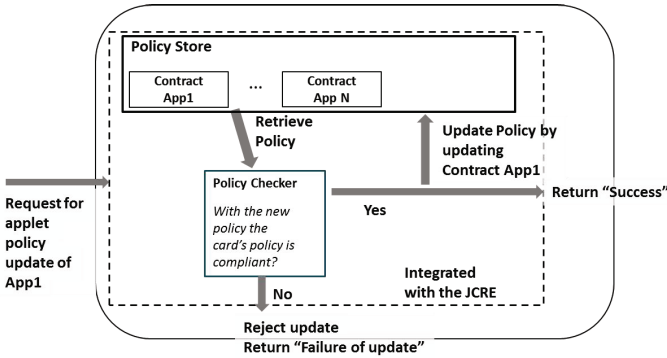 Policy Store
Contract
App1
...
Contract
App N
Retrieve
Policy
Update Policy by
updating
Contract App1
Request for
applet
policy
update of
App1
Policy Checker
With the new
policy the
card's policy is
compliant?
Yes
Return "Success"
No
Integrated
with the JCRE
Reject update
Return "Failure of update"